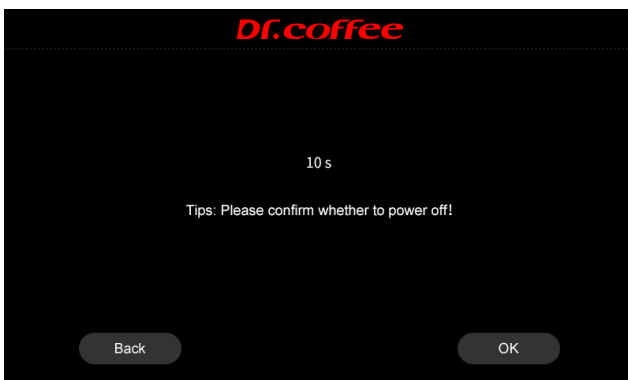 Dr.coffee
10 s
Tips: Please confirm whether to power off!
Back
OK